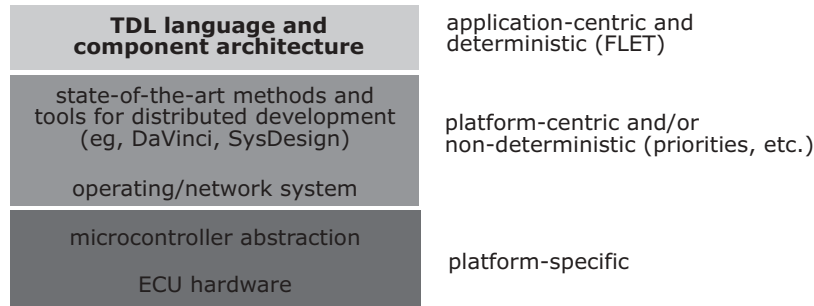 TDL language and
component architecture
application-centric and
deterministic (FLET)
state-of-the-art methods and
tools for distributed development
(eg, DaVinci, SysDesign)
operating/network system
platform-centric and/or
non-deterministic (priorities, etc.)
microcontroller abstraction
ECU hardware
platform-specific